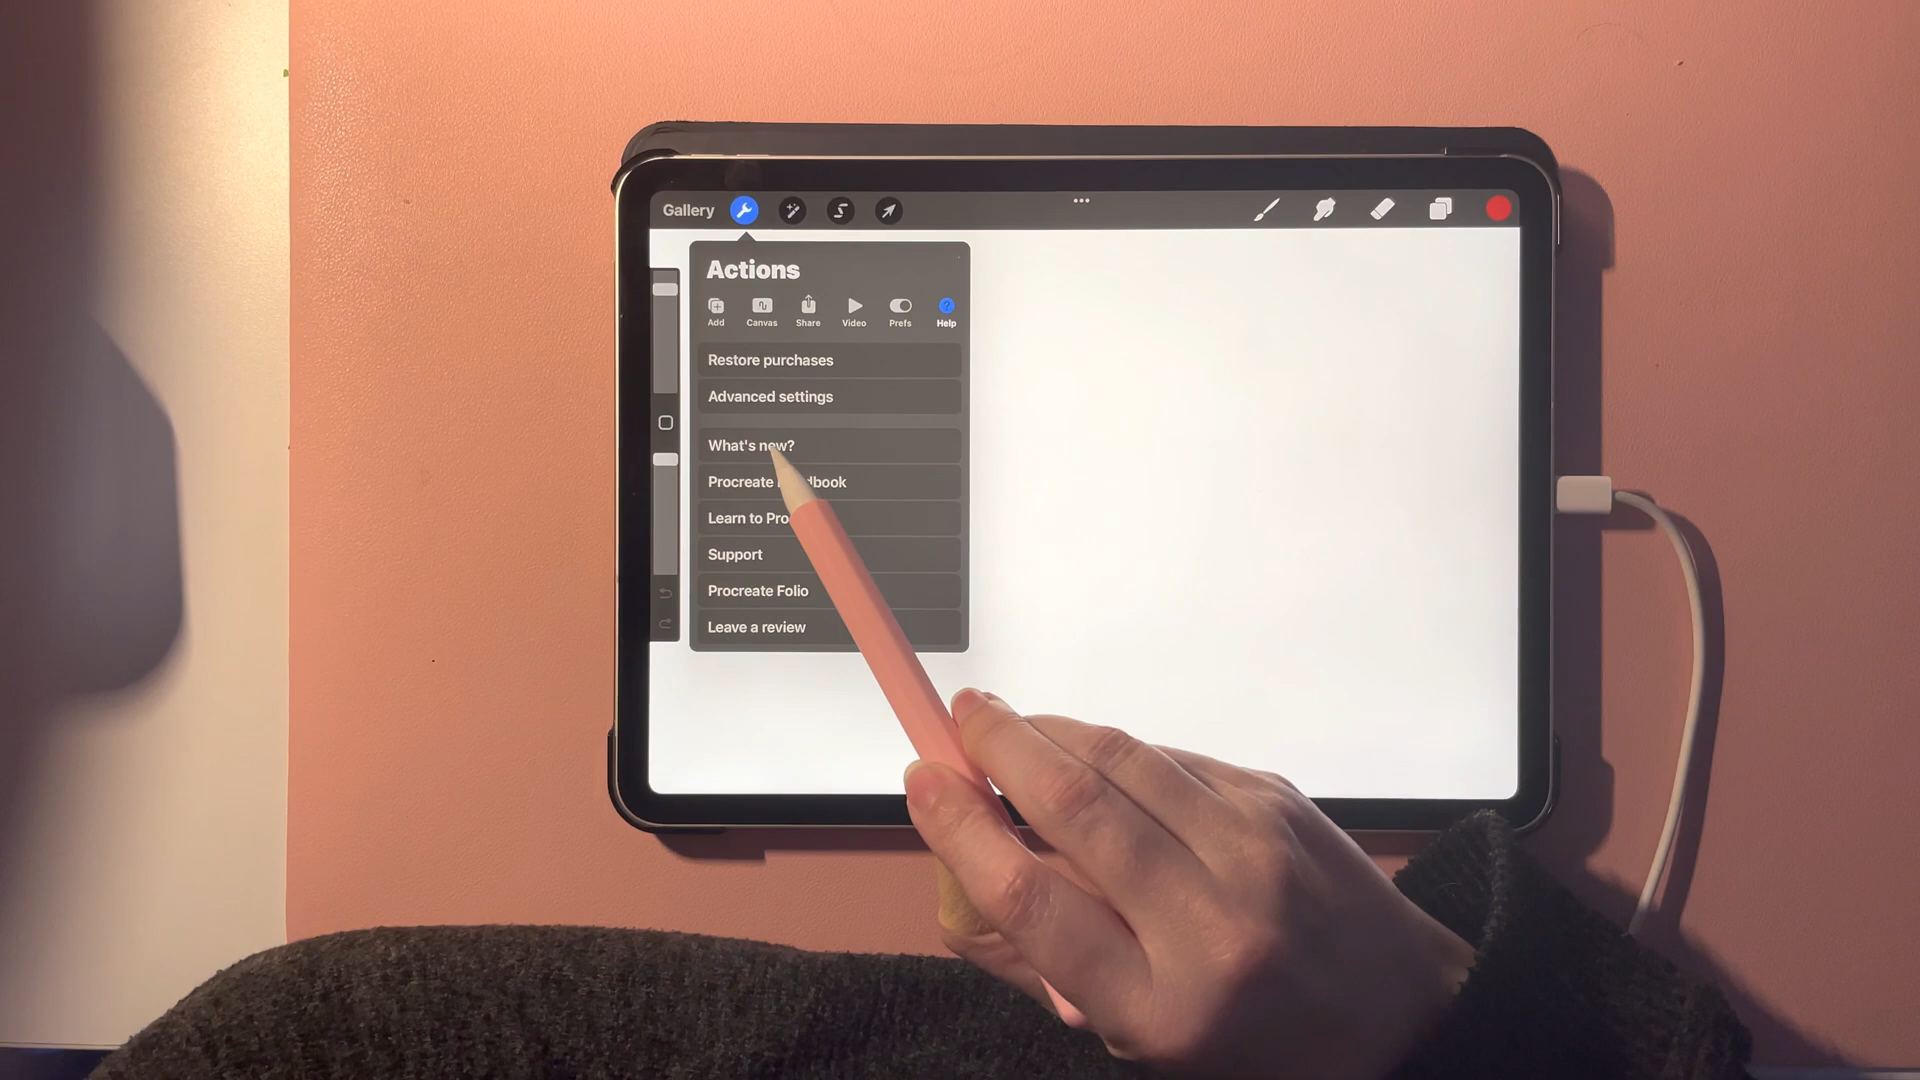 Gallery
Actions
Add Canvas Share Video Prefs Help
Restore purchases
Advanced settings
What's new?
Procreate
Learn to
Support
Procreate Folio
Leave a review